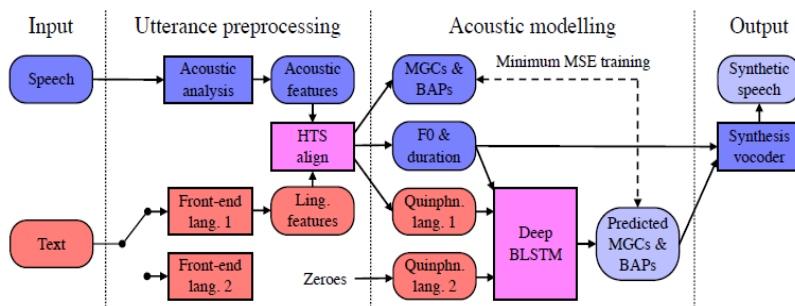 Input
Utterance preprocessing
Acoustic modelling
Output
Speech
Acoustic
analysis
Acoustic
features
MGCs &
BAPs
Minimum MSE training
Synthetic
speech
HTS
align
F0 &
duration
Synthesis
vocoder
Text
Front-end
lang. 1
Ling.
features
Quinphn.
lang. 1
Deep
BLSTM
Predicted
MGCs &
BAPs
Front-end
lang. 2
Zeroes
Quinphn.
lang. 2